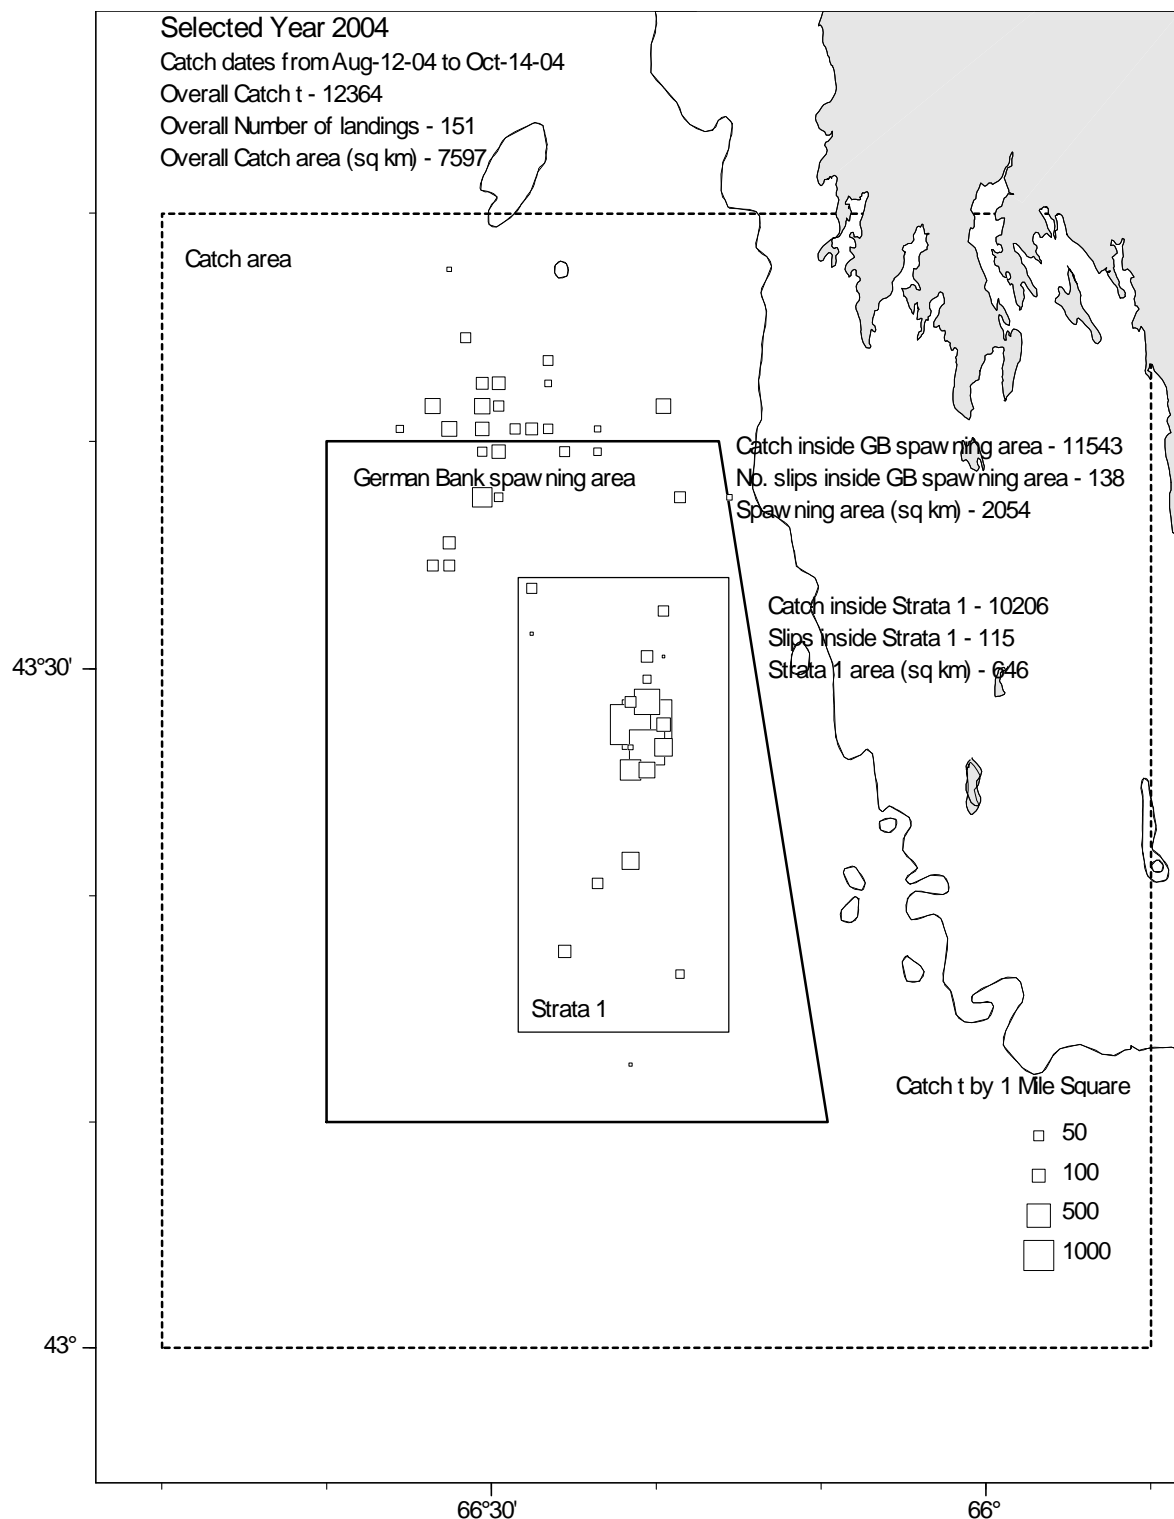 Selected Year 2004
Catch dates from Aug-12-04 to Oct-14-04
Overall Catch t - 12364
Overall Number of landings - 151
Overall Catch area (sq km) - 7597
Catch area
Catch inside GB spawning area - 11543
German Bank spawning area
No. slips inside GB spawning area - 138
Spawning area (sq km) - 2054
Catch inside Strata 1 - 10206
Slips inside Strata 1 - 115
43°30'
Strata 1 area (sq km) - 646
Strata 1
Catch t by 1 Mile Square
50
100
500
1000
43°
66°30'
66°